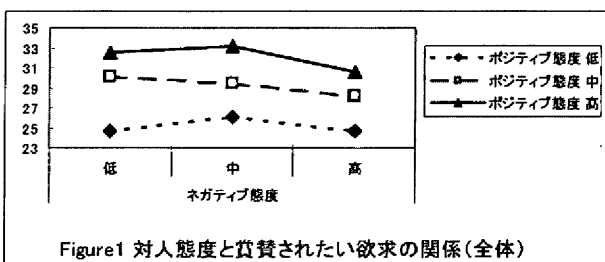 35
33
31
29
27
25
23
低 中 高
ネガティブ態度
ポジティブ態度 低
ポジティブ態度 中
ポジティブ態度 高
Figure1 対人態度と賞賛されたい欲求の関係(全体)